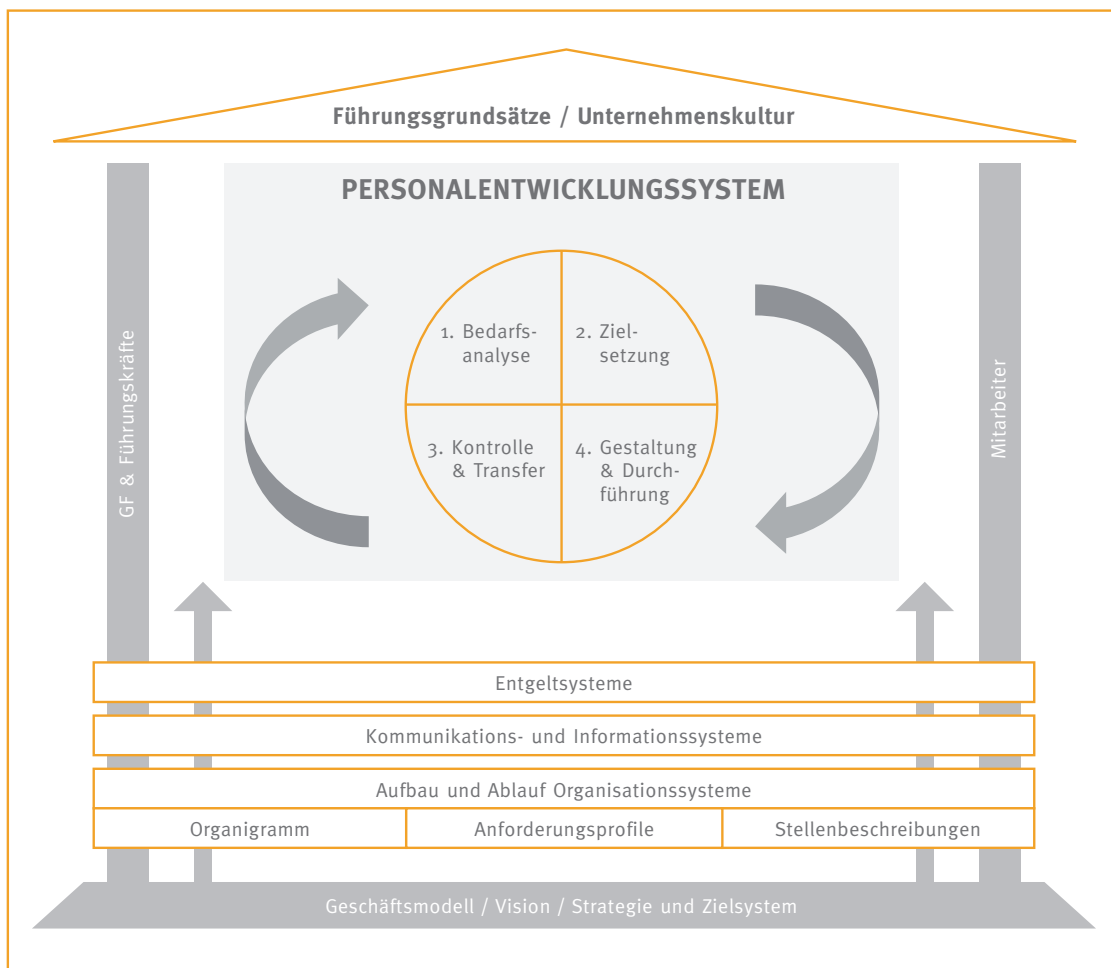 Führungsgrundsätze / Unternehmenskultur
PERSONALENTWICKLUNGSSYSTEM
GF & Führungskräfte
1. Bedarfs-
analyse
2. Ziel-
setzung
3. Kontrolle
& Transfer
4. Gestaltung
& Durch-
führung
Mitarbeiter
Entgeltsysteme
Kommunikations- und Informationssysteme
Aufbau und Ablauf Organisationssysteme
Organigramm
Anforderungsprofile
Stellenbeschreibungen
Geschäftsmodell / Vision / Strategie und Zielsystem